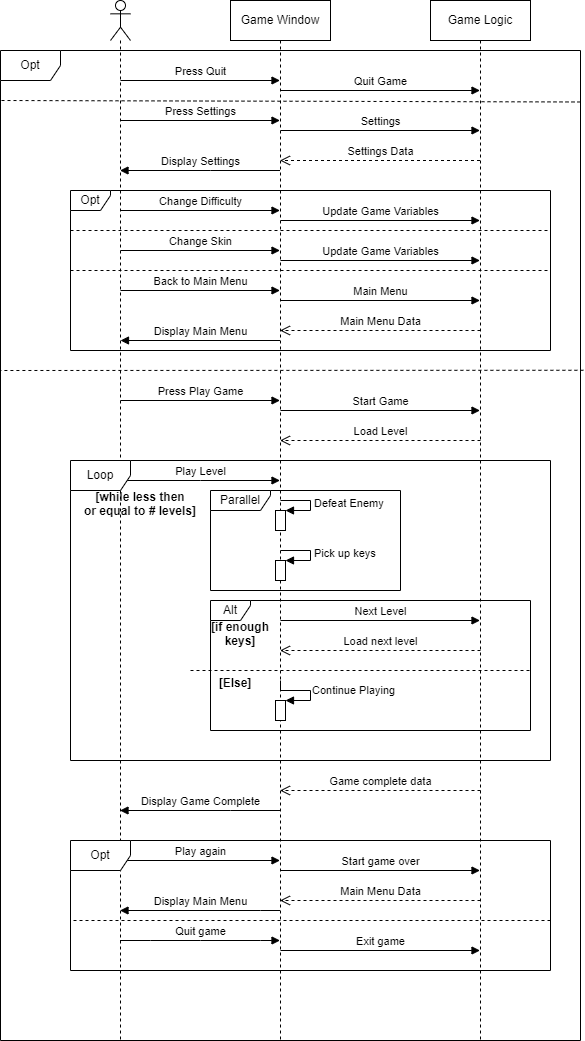 Game Window
Game Logic
Opt
Press Quit
Quit Game
Press Settings
Settings
Settings Data
Display Settings
Opt
Change Difficulty
Update Game Variables
Change Skin
Update Game Variables
Back to Main Menu
Main Menu
Main Menu Data
Display Main Menu
Press Play Game
Start Game
Load Level
Loop
Play Level
[while less then
or equal to # levels]
Parallel
Defeat Enemy
Pick up keys
Alt
Next Level
[if enough
keys]
Load next level
[Else]
Continue Playing
Game complete data
Display Game Complete
Opt
Play again
Start game over
Main Menu Data
Display Main Menu
Quit game
Exit game